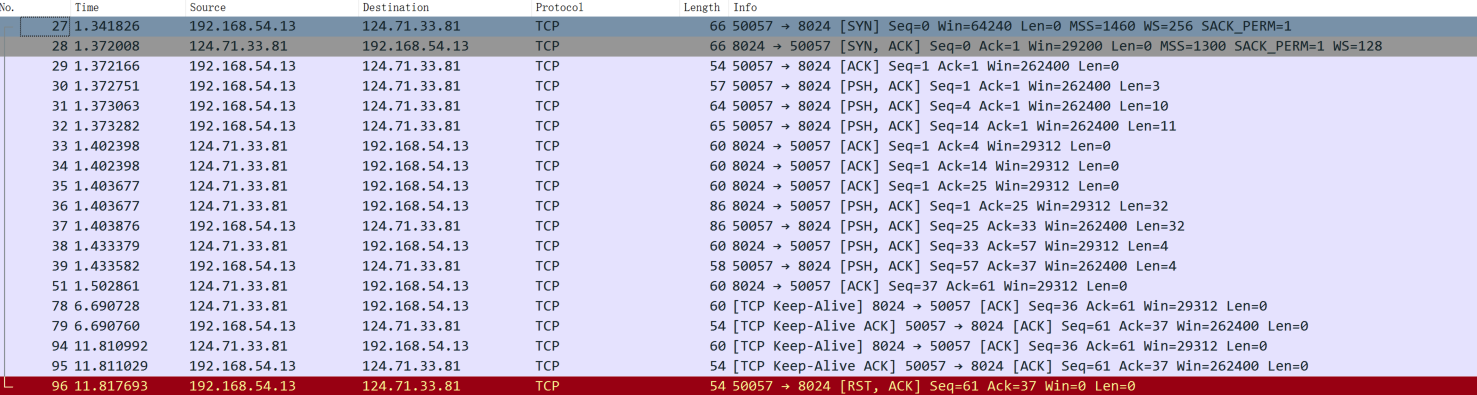 No. Time Source Destination Protocol Length Info
27 1.341826 192.168.54.13 124.71.33.81 TCP 66 50057 → 8024 [SYN] Seq=0 Win=64240 Len=0 MSS=1460 WS=256 SACK_PERM=1
28 1.372008 124.71.33.81 192.168.54.13 TCP 66 8024 → 50057 [SYN, ACK] Seq=0 Ack=1 Win=29200 Len=0 MSS=1300 SACK_PERM=1 WS=128
29 1.372166 192.168.54.13 124.71.33.81 TCP 54 50057 → 8024 [ACK] Seq=1 Ack=1 Win=262400 Len=0
30 1.372751 192.168.54.13 124.71.33.81 TCP 57 50057 → 8024 [PSH, ACK] Seq=1 Ack=1 Win=262400 Len=3
31 1.373063 192.168.54.13 124.71.33.81 TCP 64 50057 → 8024 [PSH, ACK] Seq=4 Ack=1 Win=262400 Len=10
32 1.373282 192.168.54.13 124.71.33.81 TCP 65 50057 → 8024 [PSH, ACK] Seq=14 Ack=1 Win=262400 Len=11
33 1.402398 124.71.33.81 192.168.54.13 TCP 60 8024 → 50057 [ACK] Seq=1 Ack=4 Win=29312 Len=0
34 1.402398 124.71.33.81 192.168.54.13 TCP 60 8024 → 50057 [ACK] Seq=1 Ack=14 Win=29312 Len=0
35 1.403677 124.71.33.81 192.168.54.13 TCP 60 8024 → 50057 [ACK] Seq=1 Ack=25 Win=29312 Len=0
36 1.403677 124.71.33.81 192.168.54.13 TCP 86 8024 → 50057 [PSH, ACK] Seq=1 Ack=25 Win=29312 Len=32
37 1.403876 192.168.54.13 124.71.33.81 TCP 86 50057 → 8024 [PSH, ACK] Seq=25 Ack=33 Win=262400 Len=32
38 1.433379 124.71.33.81 192.168.54.13 TCP 60 8024 → 50057 [PSH, ACK] Seq=33 Ack=57 Win=29312 Len=4
39 1.433582 192.168.54.13 124.71.33.81 TCP 58 50057 → 8024 [PSH, ACK] Seq=57 Ack=37 Win=262400 Len=4
51 1.502861 124.71.33.81 192.168.54.13 TCP 60 8024 → 50057 [ACK] Seq=37 Ack=61 Win=29312 Len=0
78 6.690728 124.71.33.81 192.168.54.13 TCP 60 [TCP Keep-Alive] 8024 → 50057 [ACK] Seq=36 Ack=61 Win=29312 Len=0
79 6.690760 192.168.54.13 124.71.33.81 TCP 54 [TCP Keep-Alive ACK] 50057 → 8024 [ACK] Seq=61 Ack=37 Win=262400 Len=0
94 11.810992 124.71.33.81 192.168.54.13 TCP 60 [TCP Keep-Alive] 8024 → 50057 [ACK] Seq=36 Ack=61 Win=29312 Len=0
95 11.811029 192.168.54.13 124.71.33.81 TCP 54 [TCP Keep-Alive ACK] 50057 → 8024 [ACK] Seq=61 Ack=37 Win=262400 Len=0
96 11.817693 192.168.54.13 124.71.33.81 TCP 54 50057 → 8024 [RST, ACK] Seq=61 Ack=37 Win=0 Len=0